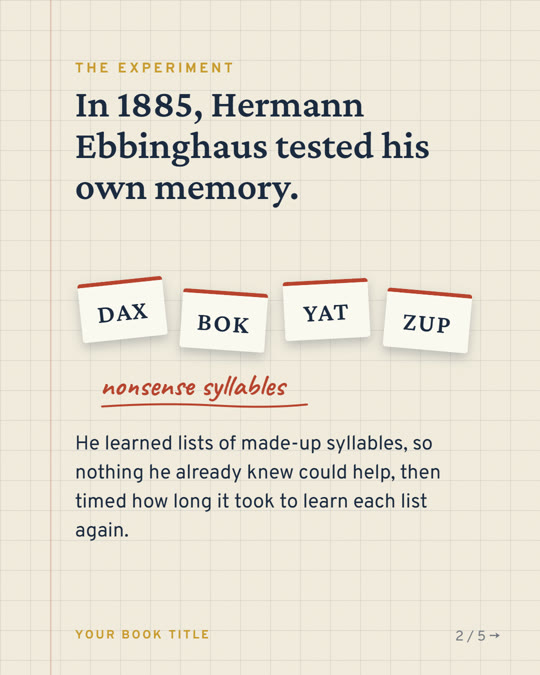 THE EXPERIMENT
In 1885, Hermann
Ebbinghaus tested his
own memory.
DAX
BOK
YAT
ZUP
nonsense syllables
He learned lists of made-up syllables, so
nothing he already knew could help, then
timed how long it took to learn each list
again.
YOUR BOOK TITLE
2 / 5 →